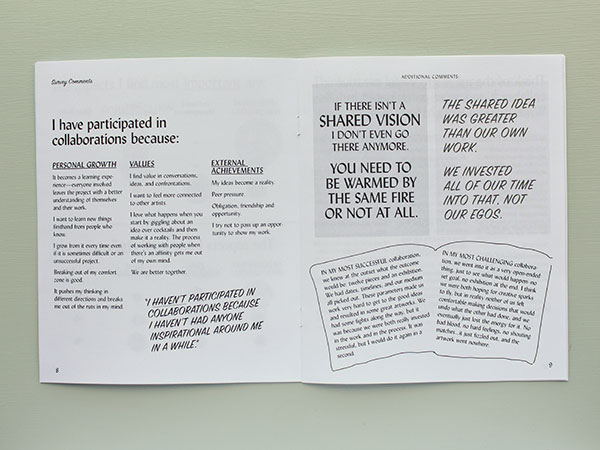 Survey Comments
I have participated in
collaborations because:
PERSONAL GROWTH
It becomes a learning expe-
rience—everyone involved
leaves the project with a better
understanding of themselves
and their work.
I want to learn new things
firsthand from people who
know.
I grow from it every time even
if it is sometimes difficult or an
unsuccessful project.
Breaking out of my comfort
zone is good.
It pushes my thinking in
different directions and breaks
me out of the ruts in my mind.
VALUES
I find value in conversations,
ideas, and confrontations.
I want to feel more connected
to other artists.
I love what happens when you
start by giggling about an
idea over cocktails and then
make it a reality. The process
of working with people when
there's an affinity gets me out
of my own mind.
We are better together.
EXTERNAL
ACHIEVEMENTS
My ideas become a reality.
Peer pressure.
Obligation, friendship and
opportunity.
I try not to pass up an oppor-
tunity to show my work.
"I HAVEN'T PARTICIPATED IN
COLLABORATIONS BECAUSE
I HAVEN'T HAD ANYONE
INSPIRATIONAL AROUND ME
IN A WHILE."
8
ADDITIONAL COMMENTS:
IF THERE ISN'T A
SHARED VISION
I DON'T EVEN GO
THERE ANYMORE.
YOU NEED TO
BE WARMED BY
THE SAME FIRE
OR NOT AT ALL.
THE SHARED IDEA
WAS GREATER
THAN OUR OWN
WORK.
WE INVESTED
ALL OF OUR TIME
INTO THAT, NOT
OUR EGOS.
IN MY MOST SUCCESSFUL collaboration,
we knew at the outset what the outcome
would be: twelve pieces and an exhibition.
We had dates, timelines, and our medium
all picked out. These parameters made us
work very hard to get to the good ideas
and resulted in some great artworks. We
had some fights along the way, but it
was because we were both really invested
in the work and in the process. It was
stressful, but I would do it again in a
second.
IN MY MOST CHALLENGING collabora-
tion, we went into it as a very open-ended
thing, just to see what would happen: no
set goal; no exhibition at the end. I think
we were both hoping for creative sparks
to fly, but in reality neither of us felt
comfortable making decisions that would
undo what the other had done, and we
eventually just lost the energy for it. No
bad blood, no hard feelings, no shouting
matches...it just fizzled out, and the
artwork went nowhere.
9